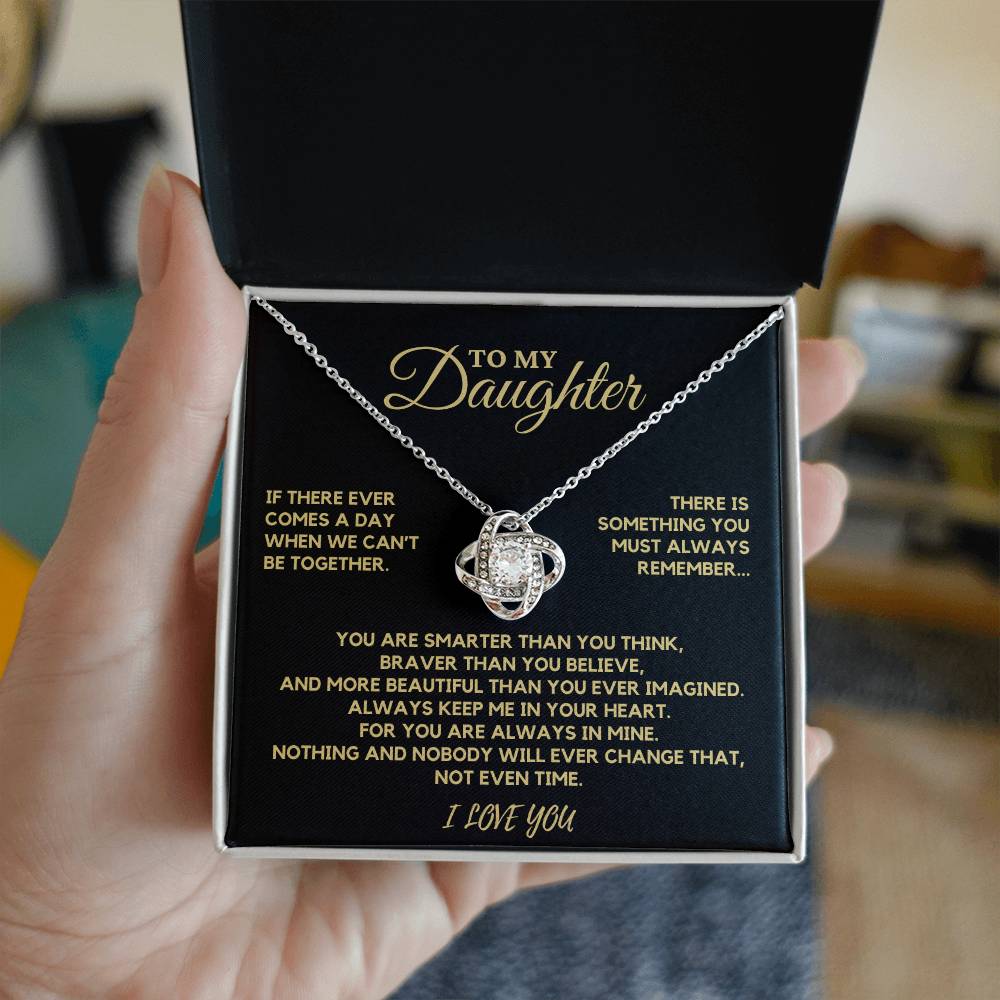 TO MY
Daughter
IF THERE EVER
COMES A DAY
WHEN WE CAN'T
BE TOGETHER.
THERE IS
SOMETHING YOU
MUST ALWAYS
REMEMBER...
YOU ARE SMARTER THAN YOU THINK,
BRAVER THAN YOU BELIEVE,
AND MORE BEAUTIFUL THAN YOU EVER IMAGINED.
ALWAYS KEEP ME IN YOUR HEART.
FOR YOU ARE ALWAYS IN MINE.
NOTHING AND NOBODY WILL EVER CHANGE THAT,
NOT EVEN TIME.
I LOVE YOU